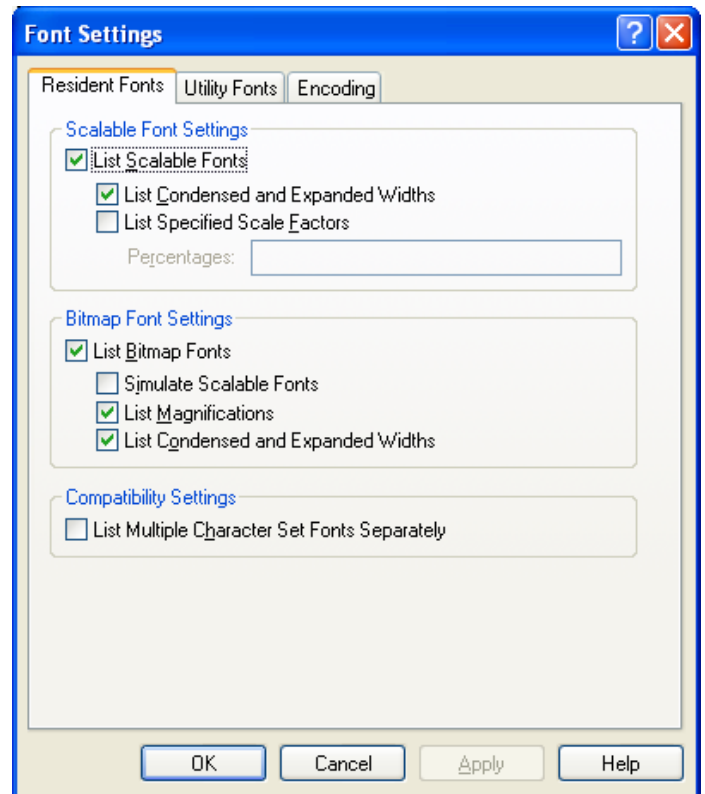 Font Settings
Resident Fonts Utility Fonts Encoding
Scalable Font Settings
List Scalable Fonts
List Condensed and Expanded Widths
List Specified Scale Factors
Percentages:
Bitmap Font Settings
List Bitmap Fonts
Simulate Scalable Fonts
List Magnifications
List Condensed and Expanded Widths
Compatibility Settings
List Multiple Character Set Fonts Separately
OK Cancel Apply Help